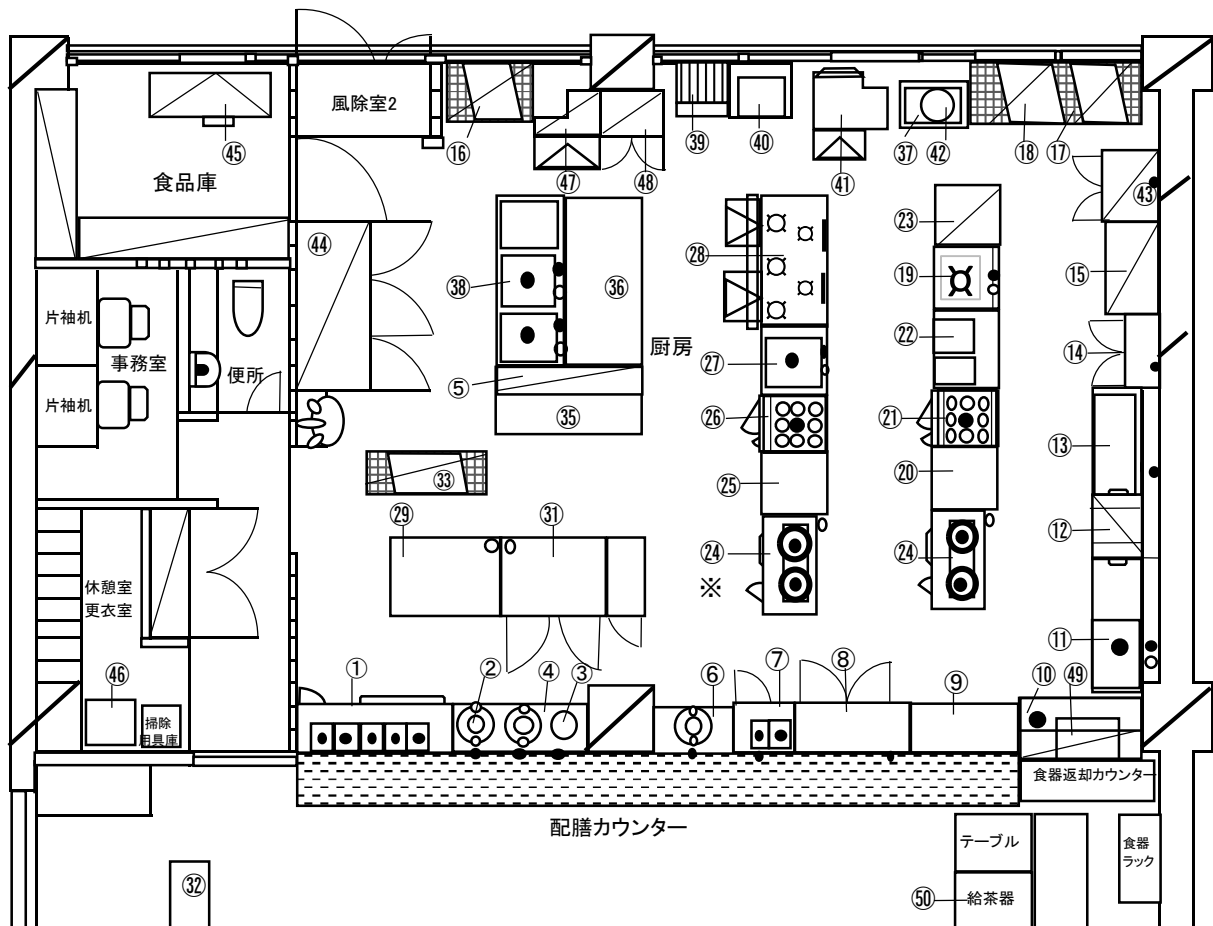 風除室2
⑯
㊴
㊵
㊲
㊷
⑱
⑰
㊺
㊼
㊽
㊶
㊸
食品庫
㊹
㉓
㉘
⑲
⑮
㊳
㊱
片袖机
厨房
㉒
⑭
事務室
便所
㉗
⑤
片袖机
㉟
㉖
㉑
⑬
㉝
㉕
⑳
㉙
㉛
⑫
㉔
㉔
※
休憩室
更衣室
⑪
㊻
①
②
④
③
⑥
⑦
⑧
⑨
⑩
㊾
掃除
用具庫
食器返却カウンター
配膳カウンター
テーブル
食器
ラック
㉜
㊿
給茶器